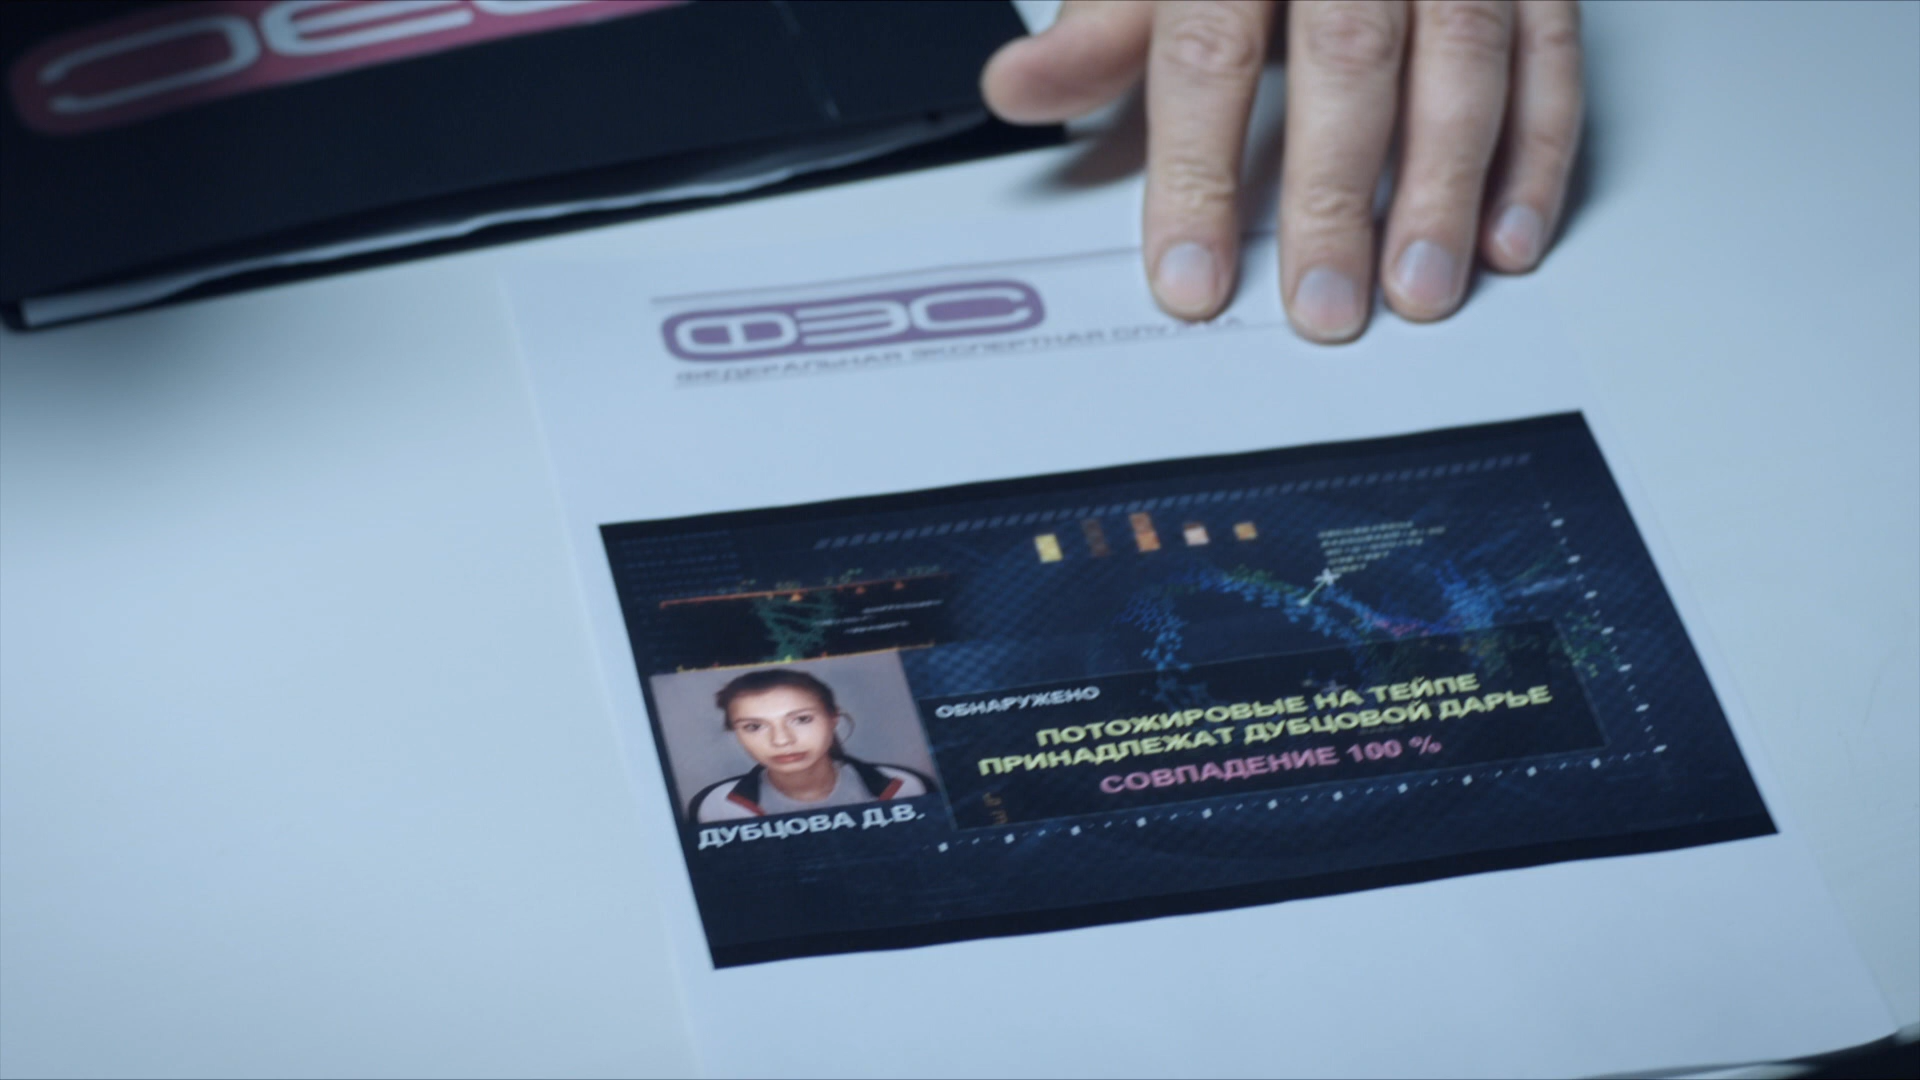 ФЭС
ФЕДЕРАЛЬНАЯ ЭКСПЕРТНАЯ СЛУЖБА
ОБНАРУЖЕНО
ПОТОЖИРОВЫЕ НА ТЕЙПЕ
ПРИНАДЛЕЖАТ ДУБЦОВОЙ ДАРЬЕ
СОВПАДЕНИЕ 100 %
ДУБЦОВА Д.В.